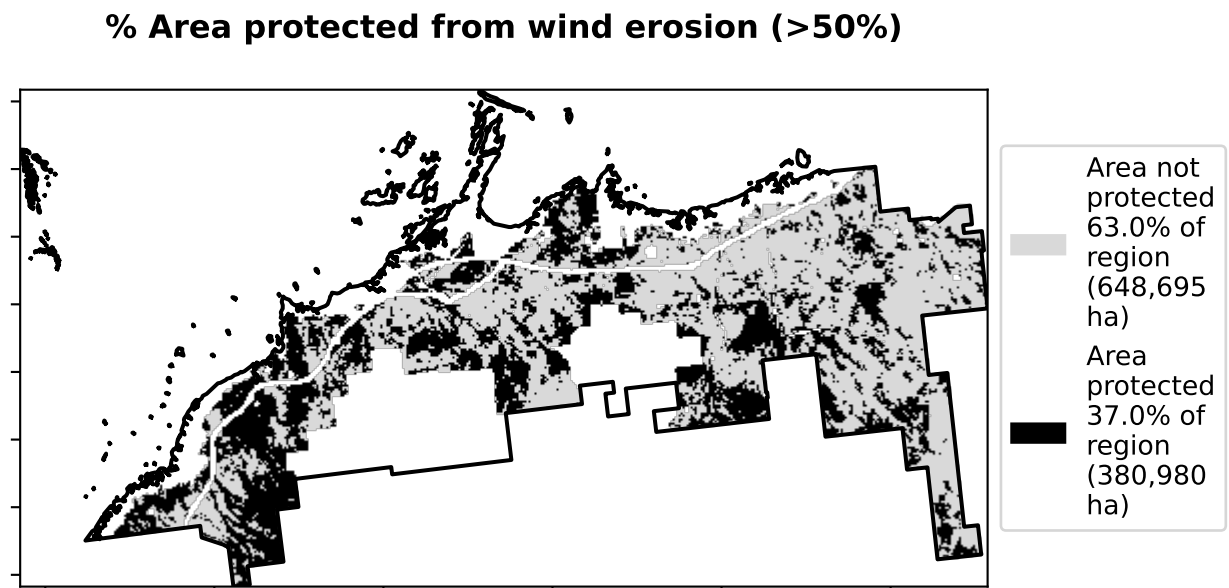 % Area protected from wind erosion (>50%)
Area not
protected
63.0% of
region
(648,695
ha)
Area
protected
37.0% of
region
(380,980
ha)